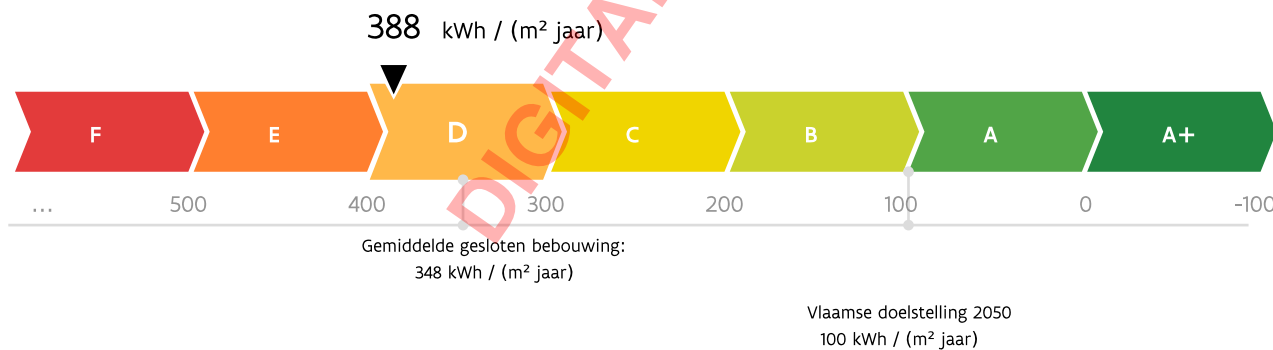 388 kWh / (m² jaar)
F E D C B A A+
... 500 400 300 200 100 0 -100
Gemiddelde gesloten bebouwing:
348 kWh / (m² jaar)
Vlaamse doelstelling 2050
100 kWh / (m² jaar)
DIGITA